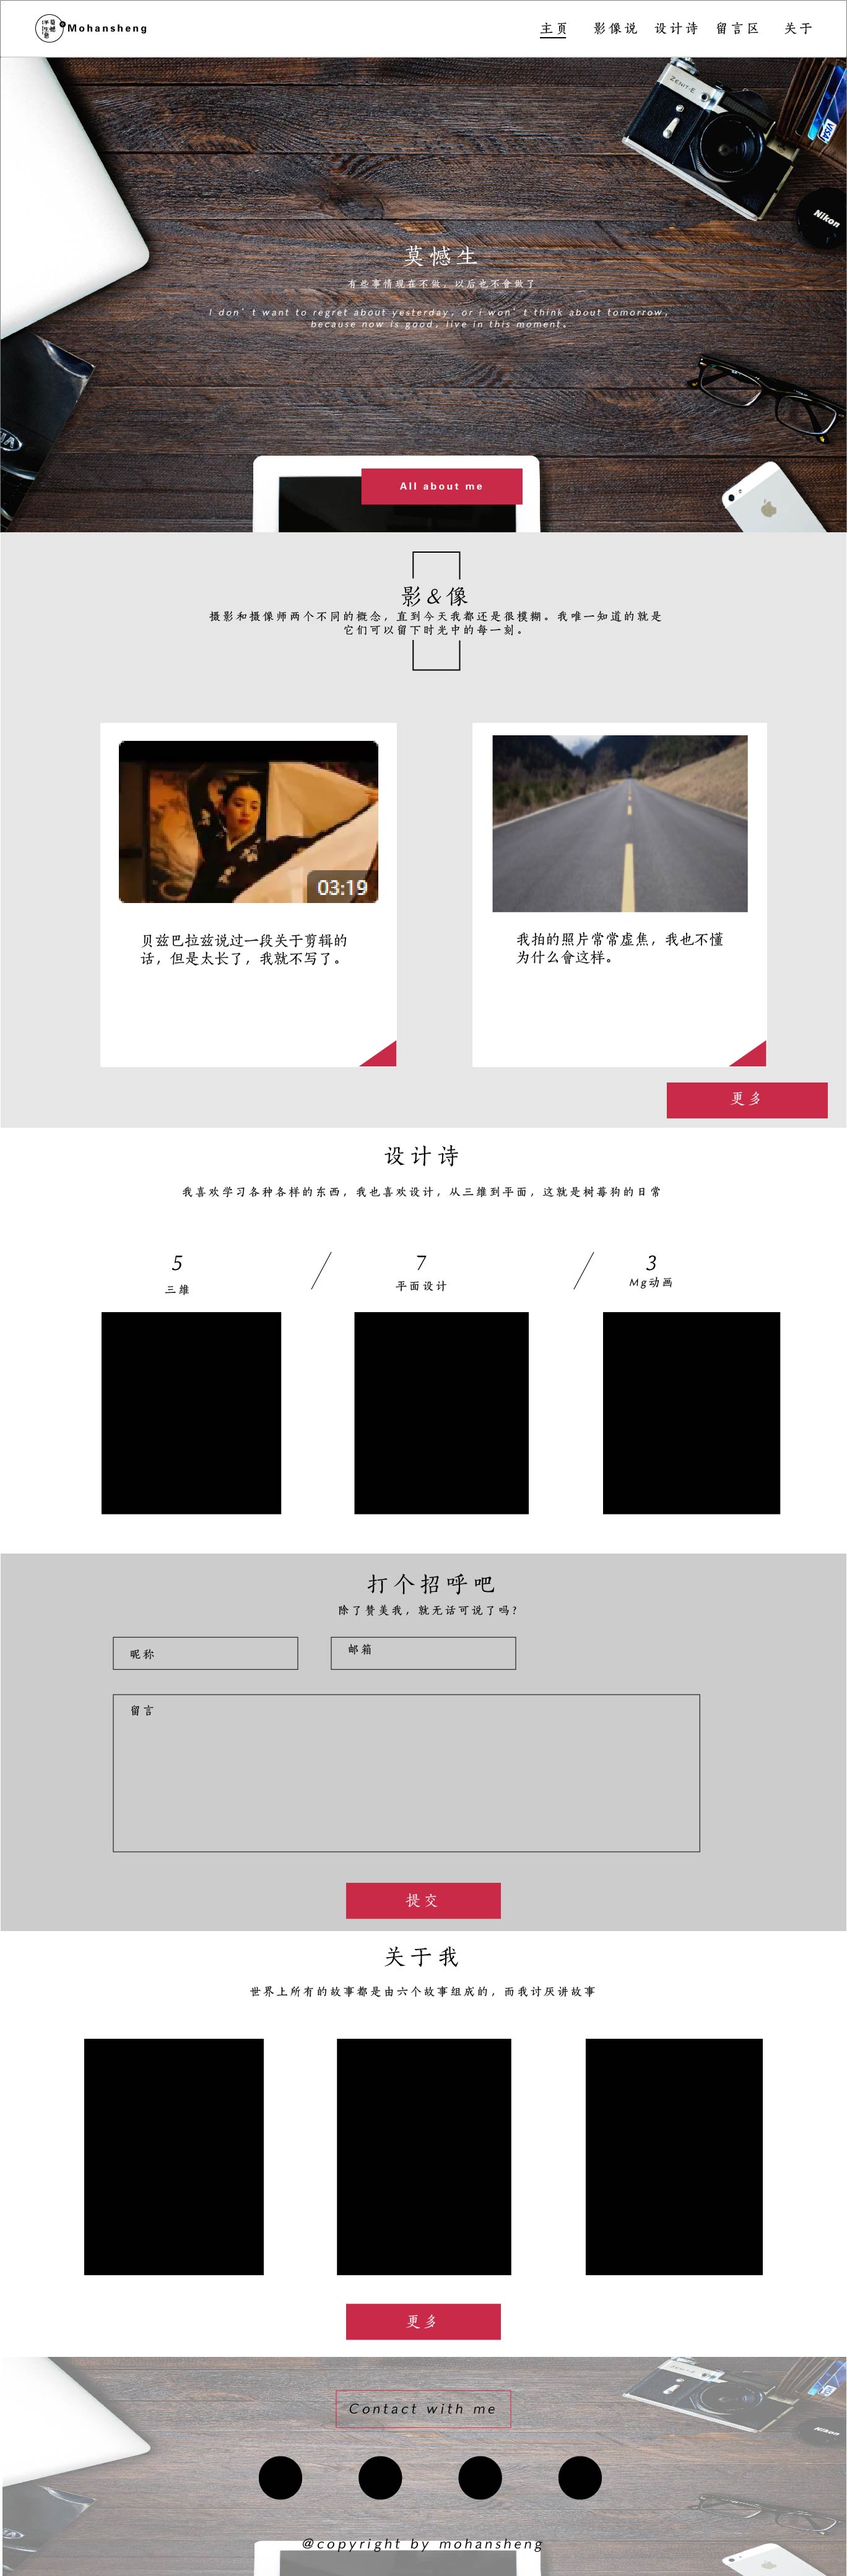 Mohansheng
主页 影像说 设计诗 留言区 关于
ZENIT-E
VISA
Nikon
莫憾生
有些事情现在不做，以后也不會做了
I don't want to regret about yesterday, or i won't think about tomorrow,
because now is good, live in this moment。
All about me
影&像
摄影和摄像师两个不同的概念，直到今天我都还是很模糊。我唯一知道的就是
它们可以留下时光中的每一刻。
03:19
贝兹巴拉兹说过一段关于剪辑的
话，但是太长了，我就不写了。
我拍的照片常常虚焦，我也不懂
为什么會这样。
更多
设计诗
我喜欢学习各种各样的东西，我也喜欢设计，从三维到平面，这就是树莓狗的日常
5 7 3
三维 平面设计 Mg动画
打个招呼吧
除了赞美我，就无话可说了吗?
昵称 邮箱
留言
提交
关于我
世界上所有的故事都是由六个故事组成的，而我讨厌讲故事
更多
Nikon
Contact with me
@copyright by mohansheng